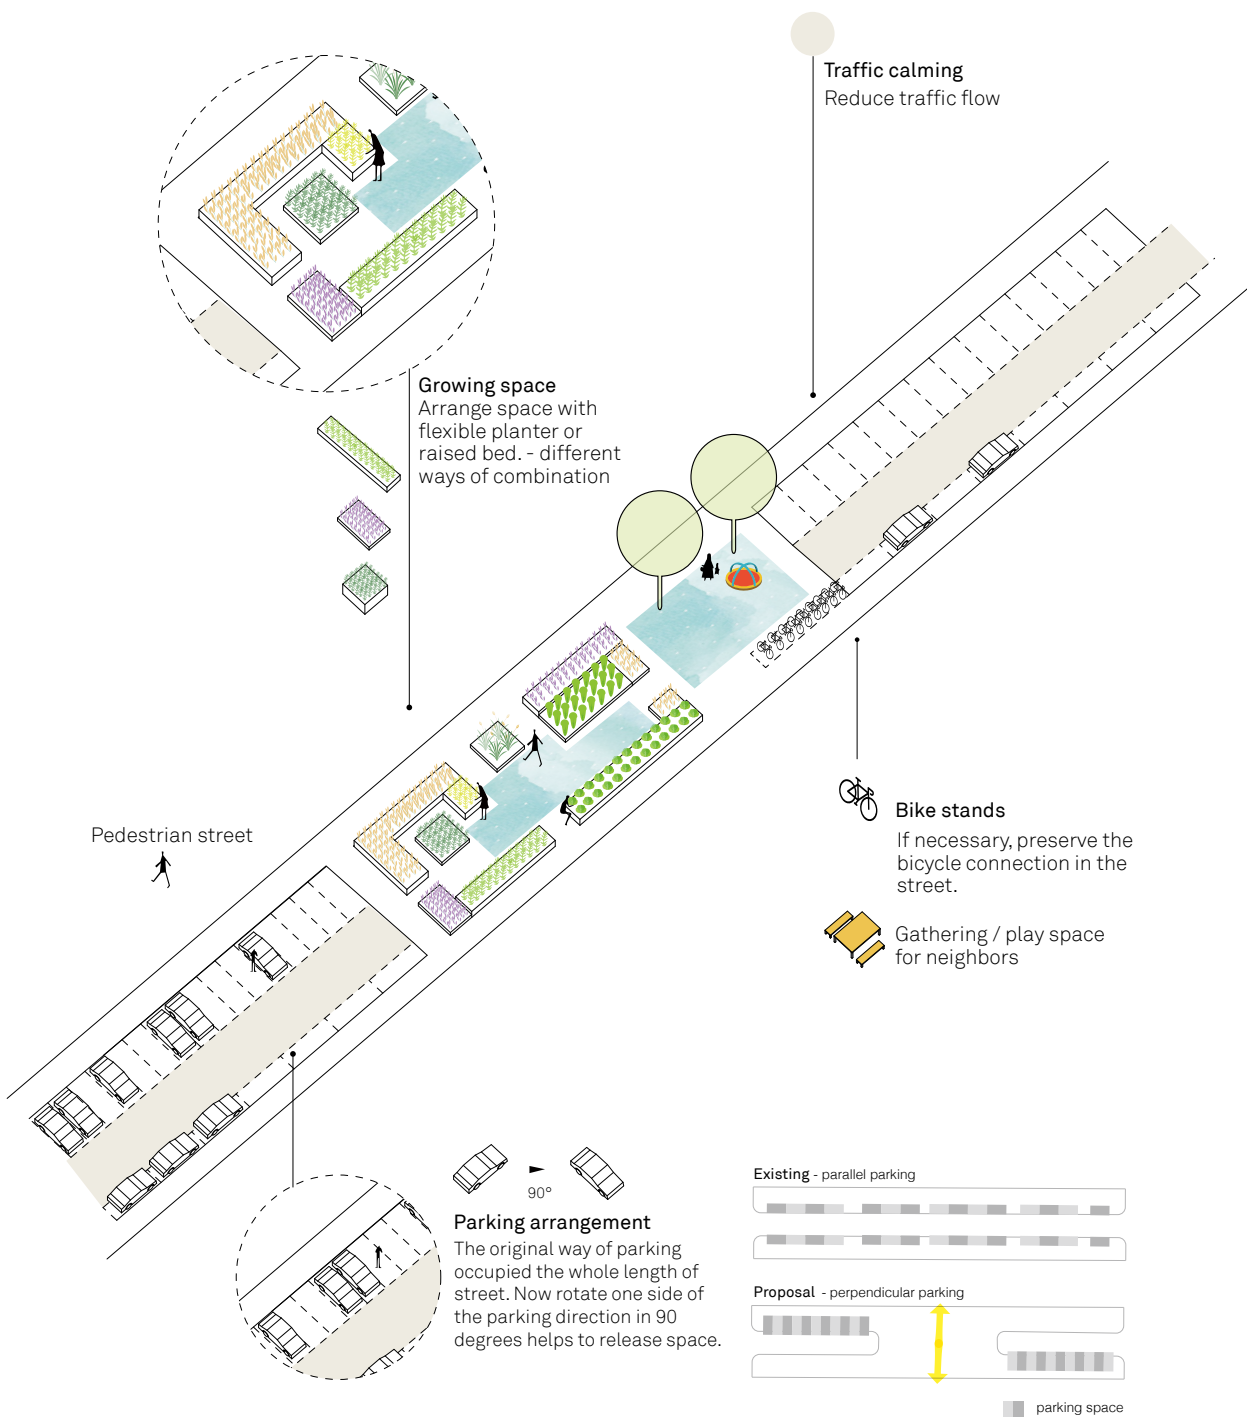 Traffic calming
Reduce traffic flow
Growing space
Arrange space with
flexible planter or
raised bed. - different
ways of combination
Pedestrian street
Bike stands
If necessary, preserve the
bicycle connection in the
street.
Gathering / play space
for neighbors
90°
Parking arrangement
The original way of parking
occupied the whole length of
street. Now rotate one side of
the parking direction in 90
degrees helps to release space.
Existing - parallel parking
Proposal - perpendicular parking
parking space